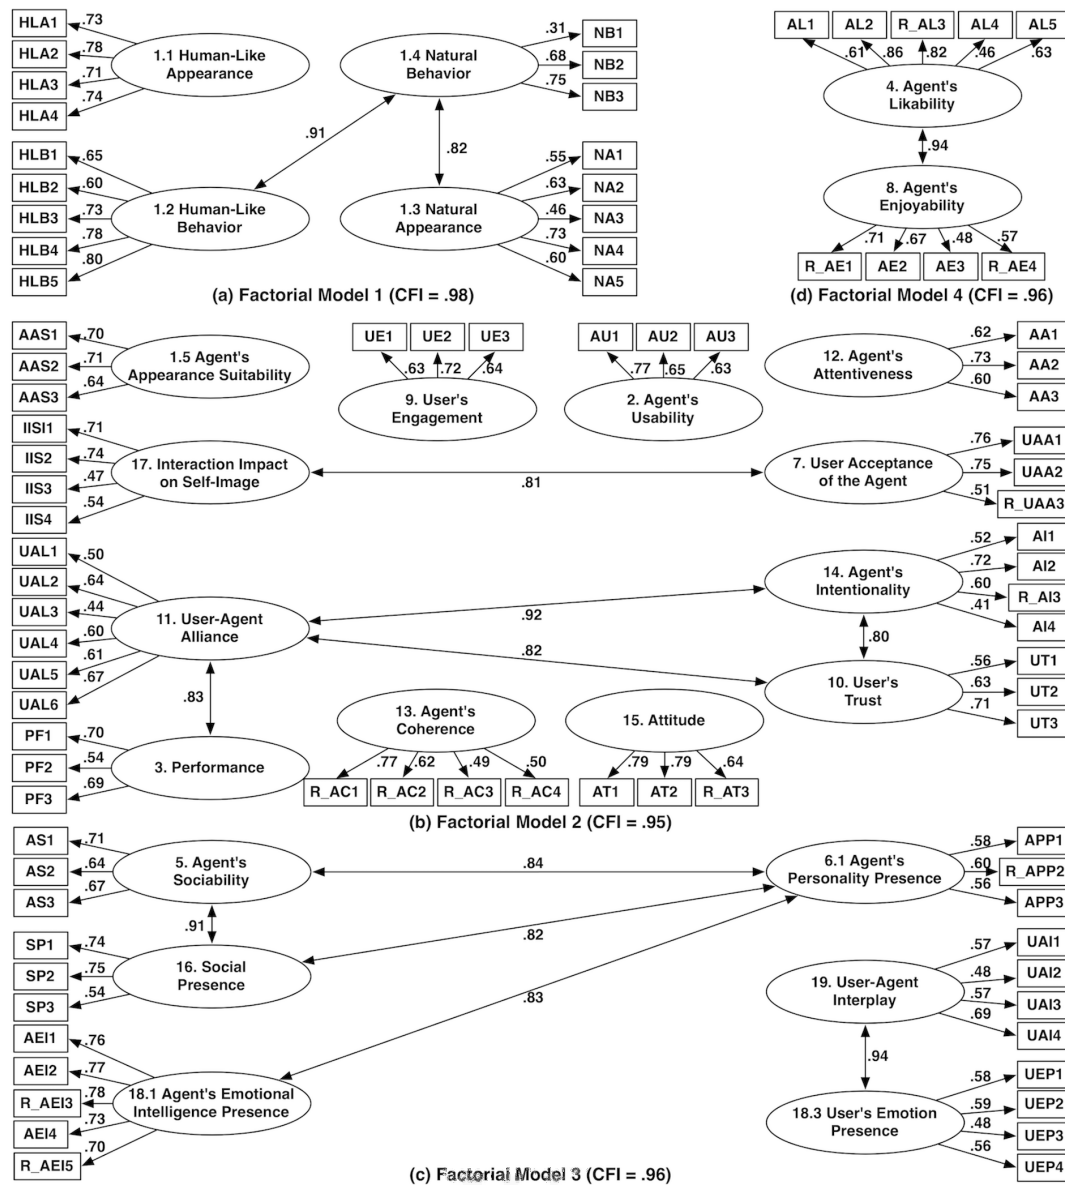 HLA1
.73
HLA2
.78
HLA3
.71
HLA4
.74
1.1 Human-Like
Appearance
1.4 Natural
Behavior
.31
NB1
.68
NB2
.75
NB3
.91
.82
HLB1
.65
HLB2
.60
HLB3
.73
HLB4
.78
HLB5
.80
1.2 Human-Like
Behavior
1.3 Natural
Appearance
.55
NA1
.63
NA2
.46
NA3
.73
NA4
.60
NA5
(a) Factorial Model 1 (CFI = .98)
AL1
AL2
R_AL3
AL4
AL5
.61
.86
.82
.46
.63
4. Agent's
Likability
.94
8. Agent's
Enjoyability
.71
.67
.48
.57
R_AE1
AE2
AE3
R_AE4
(d) Factorial Model 4 (CFI = .96)
AAS1
.70
AAS2
.71
AAS3
.64
1.5 Agent's
Appearance Suitability
UE1
UE2
UE3
.63
.72
.64
9. User's
Engagement
AU1
AU2
AU3
.77
.65
.63
2. Agent's
Usability
12. Agent's
Attentiveness
.62
AA1
.73
AA2
.60
AA3
IISI1
.71
IIS2
.74
IIS3
.47
IIS4
.54
17. Interaction Impact
on Self-Image
.81
7. User Acceptance
of the Agent
.76
UAA1
.75
UAA2
.51
R_UAA3
UAL1
.50
UAL2
.64
UAL3
.44
UAL4
.60
UAL5
.61
UAL6
.67
11. User-Agent
Alliance
.92
.82
14. Agent's
Intentionality
.52
AI1
.72
AI2
.60
R_AI3
.41
AI4
.80
10. User's
Trust
.56
UT1
.63
UT2
.71
UT3
.83
PF1
.70
PF2
.54
PF3
.69
3. Performance
13. Agent's
Coherence
.77
.62
.49
.50
R_AC1
R_AC2
R_AC3
R_AC4
15. Attitude
.79
.79
.64
AT1
AT2
R_AT3
(b) Factorial Model 2 (CFI = .95)
AS1
.71
AS2
.64
AS3
.67
5. Agent's
Sociability
.84
6.1 Agent's
Personality Presence
.58
APP1
.60
R_APP2
.56
APP3
.91
.82
.83
SP1
.74
SP2
.75
SP3
.54
16. Social
Presence
19. User-Agent
Interplay
.57
UAI1
.48
UAI2
.57
UAI3
.69
UAI4
.94
AEI1
.76
AEI2
.77
R_AEI3
.78
AEI4
.73
R_AEI5
.70
18.1 Agent's Emotional
Intelligence Presence
18.3 User's Emotion
Presence
.58
UEP1
.59
UEP2
.48
UEP3
.56
UEP4
(c) Factorial Model 3 (CFI = .96)